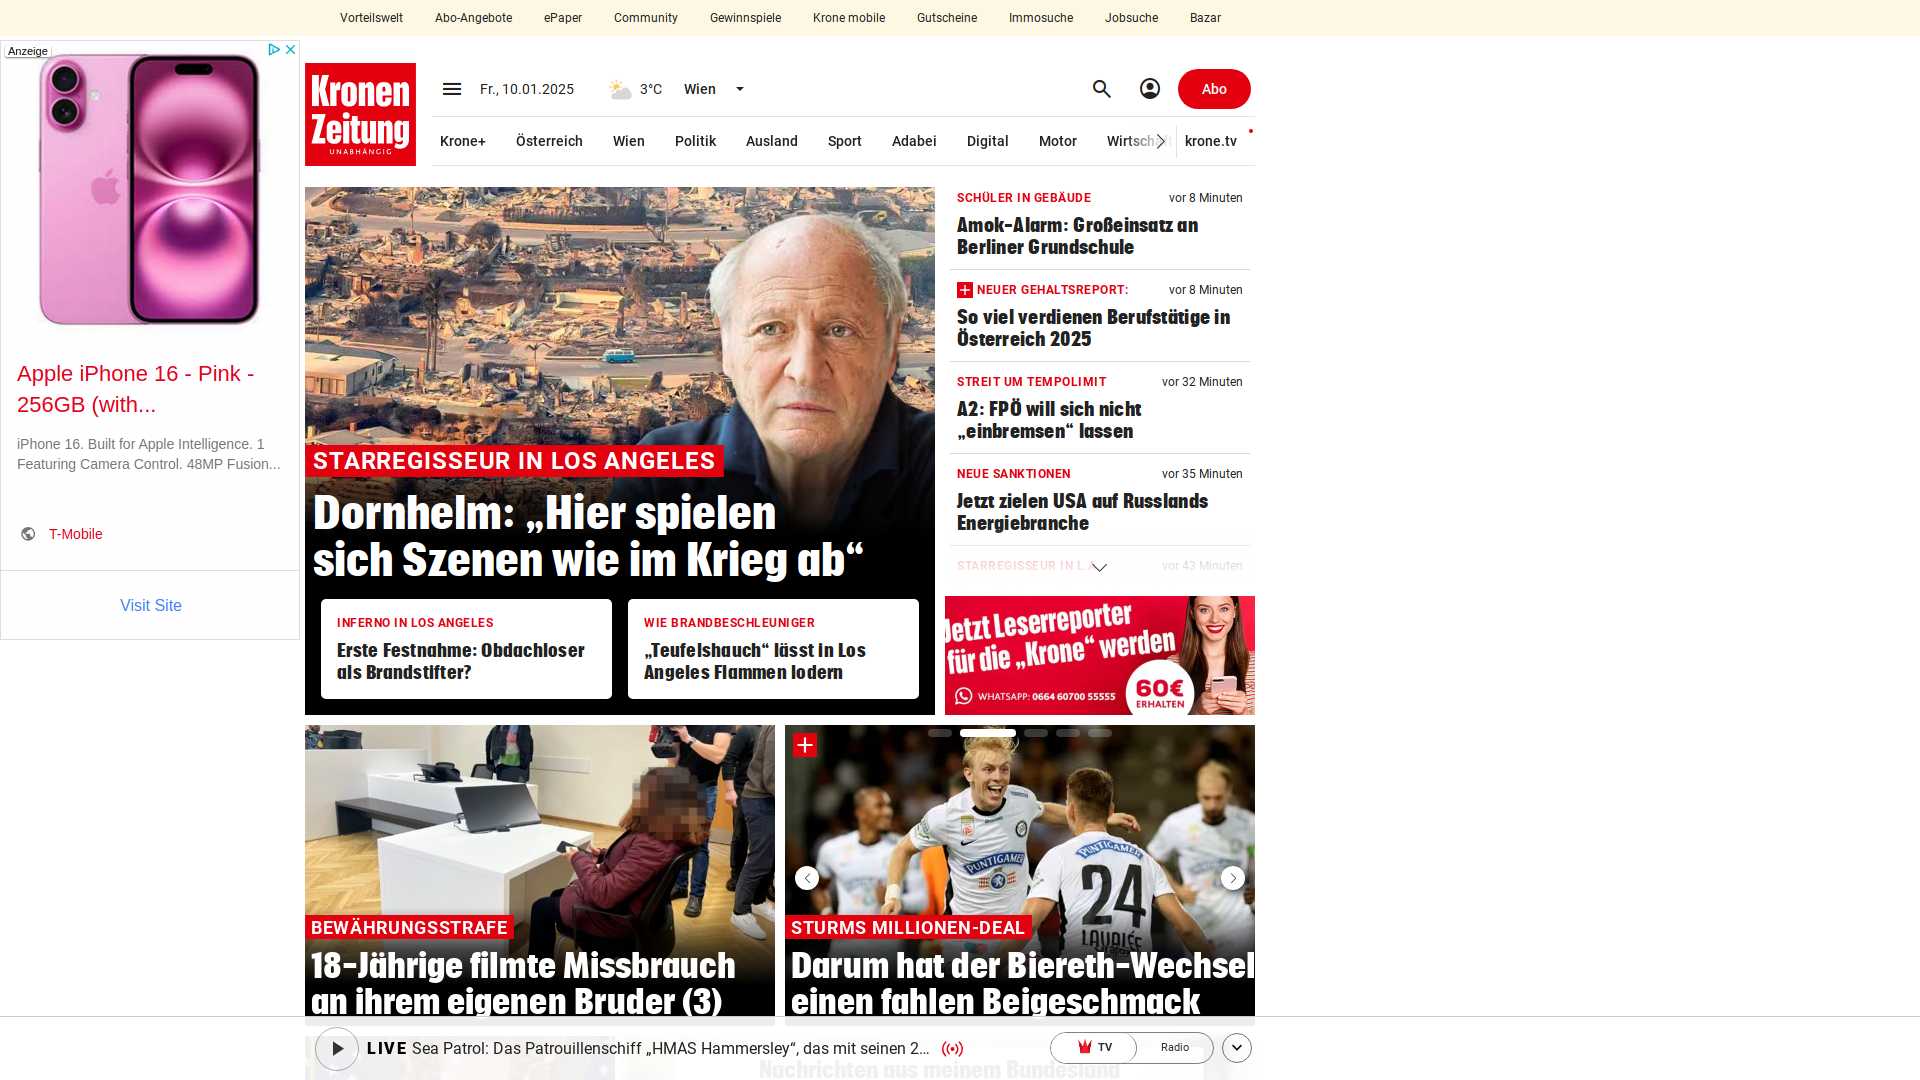 Vorteilswelt Abo-Angebote ePaper Community Gewinnspiele Krone mobile Gutscheine Immosuche Jobsuche Bazar
Anzeige
Apple iPhone 16 - Pink -
256GB (with...
iPhone 16. Built for Apple Intelligence. 1
Featuring Camera Control. 48MP Fusion...
T-Mobile
Visit Site
Kronen
Zeitung
UNABHÄNGIG
Fr., 10.01.2025 3°C Wien Abo
Krone+ Österreich Wien Politik Ausland Sport Adabei Digital Motor Wirtschaft krone.tv
STARREGISSEUR IN LOS ANGELES
Dornhelm: „Hier spielen
sich Szenen wie im Krieg ab“
INFERNO IN LOS ANGELES
Erste Festnahme: Obdachloser
als Brandstifter?
WIE BRANDBESCHLEUNIGER
„Teufelshauch“ lässt in Los
Angeles Flammen lodern
SCHÜLER IN GEBÄUDE vor 8 Minuten
Amok-Alarm: Großeinsatz an
Berliner Grundschule
NEUER GEHALTSREPORT: vor 8 Minuten
So viel verdienen Berufstätige in
Österreich 2025
STREIT UM TEMPOLIMIT vor 32 Minuten
A2: FPÖ will sich nicht
„einbremsen“ lassen
NEUE SANKTIONEN vor 35 Minuten
Jetzt zielen USA auf Russlands
Energiebranche
STARREGISSEUR IN L.A. vor 43 Minuten
Jetzt Leserreporter
für die „Krone“ werden
WHATSAPP: 0664 60700 55555
60€
ERHALTEN
BEWÄHRUNGSSTRAFE
18-Jährige filmte Missbrauch
an ihrem eigenen Bruder (3)
PUNTIGAMER
PUNTIGAMER
24
LAVALÉE
STURMS MILLIONEN-DEAL
Darum hat der Biereth-Wechsel
einen fahlen Beigeschmack
LIVE Sea Patrol: Das Patrouillenschiff „HMAS Hammersley“, das mit seinen 2...
TV Radio
Nachrichten aus meinem Bundesland